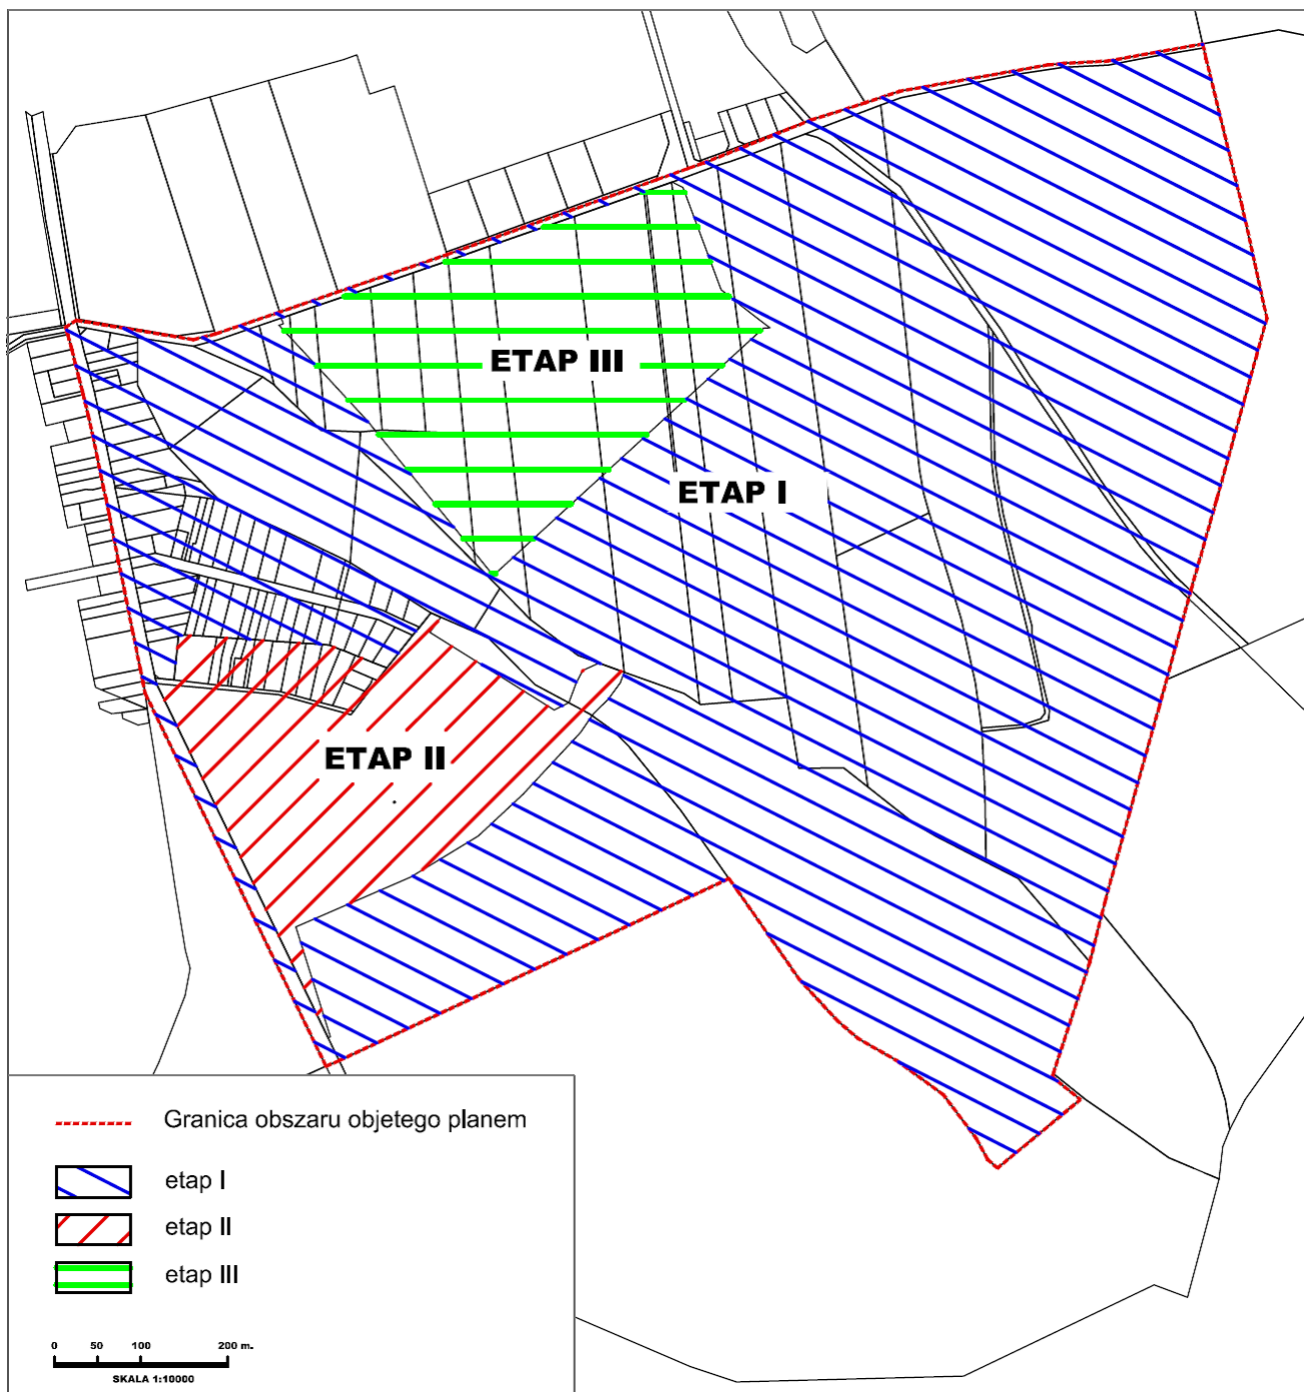 ETAP III
ETAP I
ETAP II
Granica obszaru objetego planem
etap I
etap II
etap III
0 50 100 200 m.
SKALA 1:10000